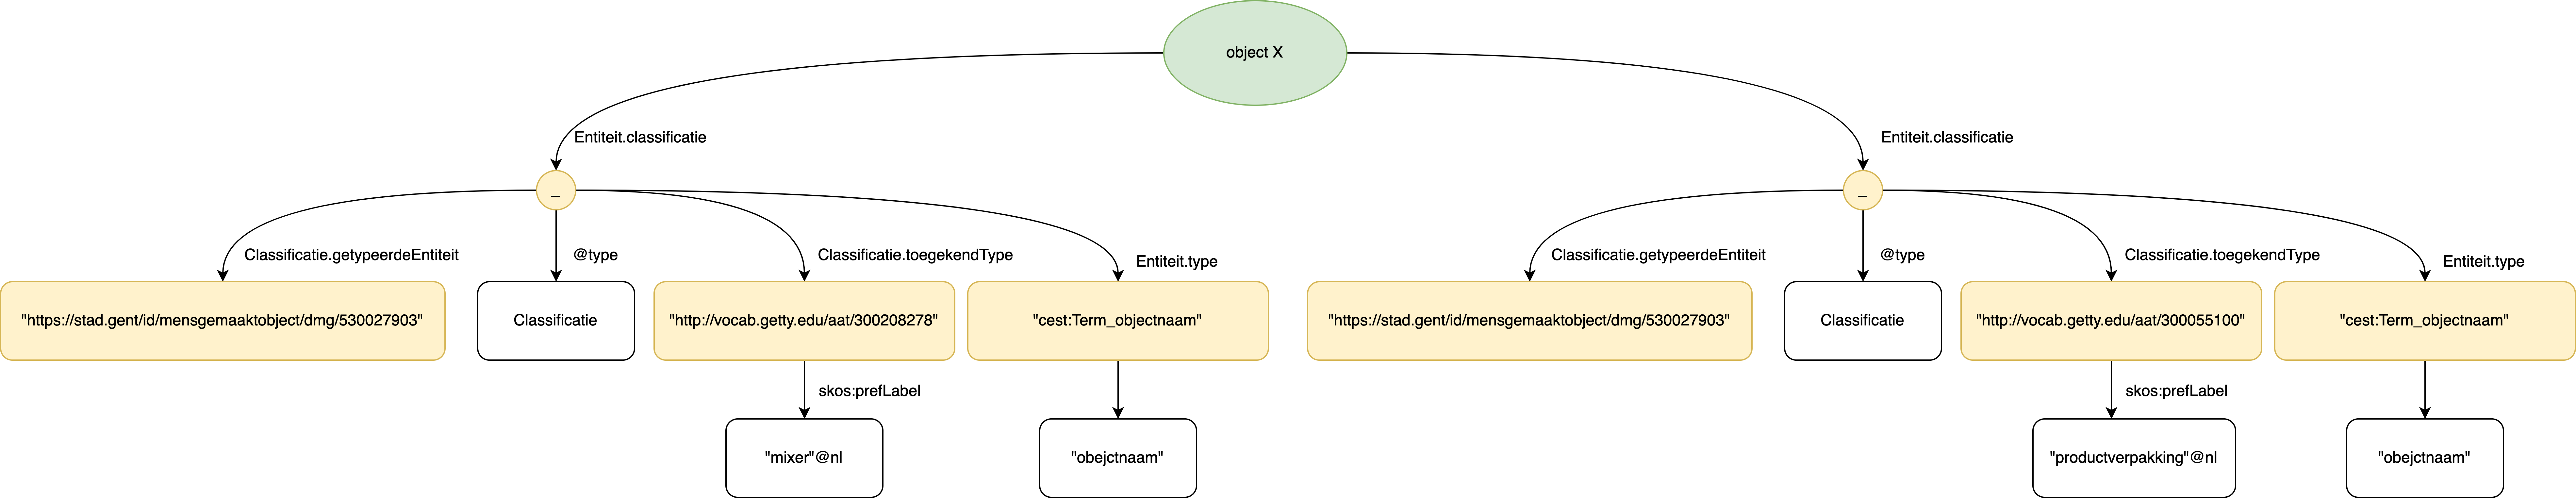 object X
Entiteit.classificatie
Entiteit.classificatie
_
_
Classificatie.getypeerdeEntiteit
@type
Classificatie.toegekendType
Entiteit.type
Classificatie.getypeerdeEntiteit
@type
Classificatie.toegekendType
Entiteit.type
"https://stad.gent/id/mensgemaaktobject/dmg/530027903"
Classificatie
"http://vocab.getty.edu/aat/300208278"
"cest:Term_objectnaam"
"https://stad.gent/id/mensgemaaktobject/dmg/530027903"
Classificatie
"http://vocab.getty.edu/aat/300055100"
"cest:Term_objectnaam"
skos:prefLabel
skos:prefLabel
"mixer"@nl
"obejctnaam"
"productverpakking"@nl
"obejctnaam"